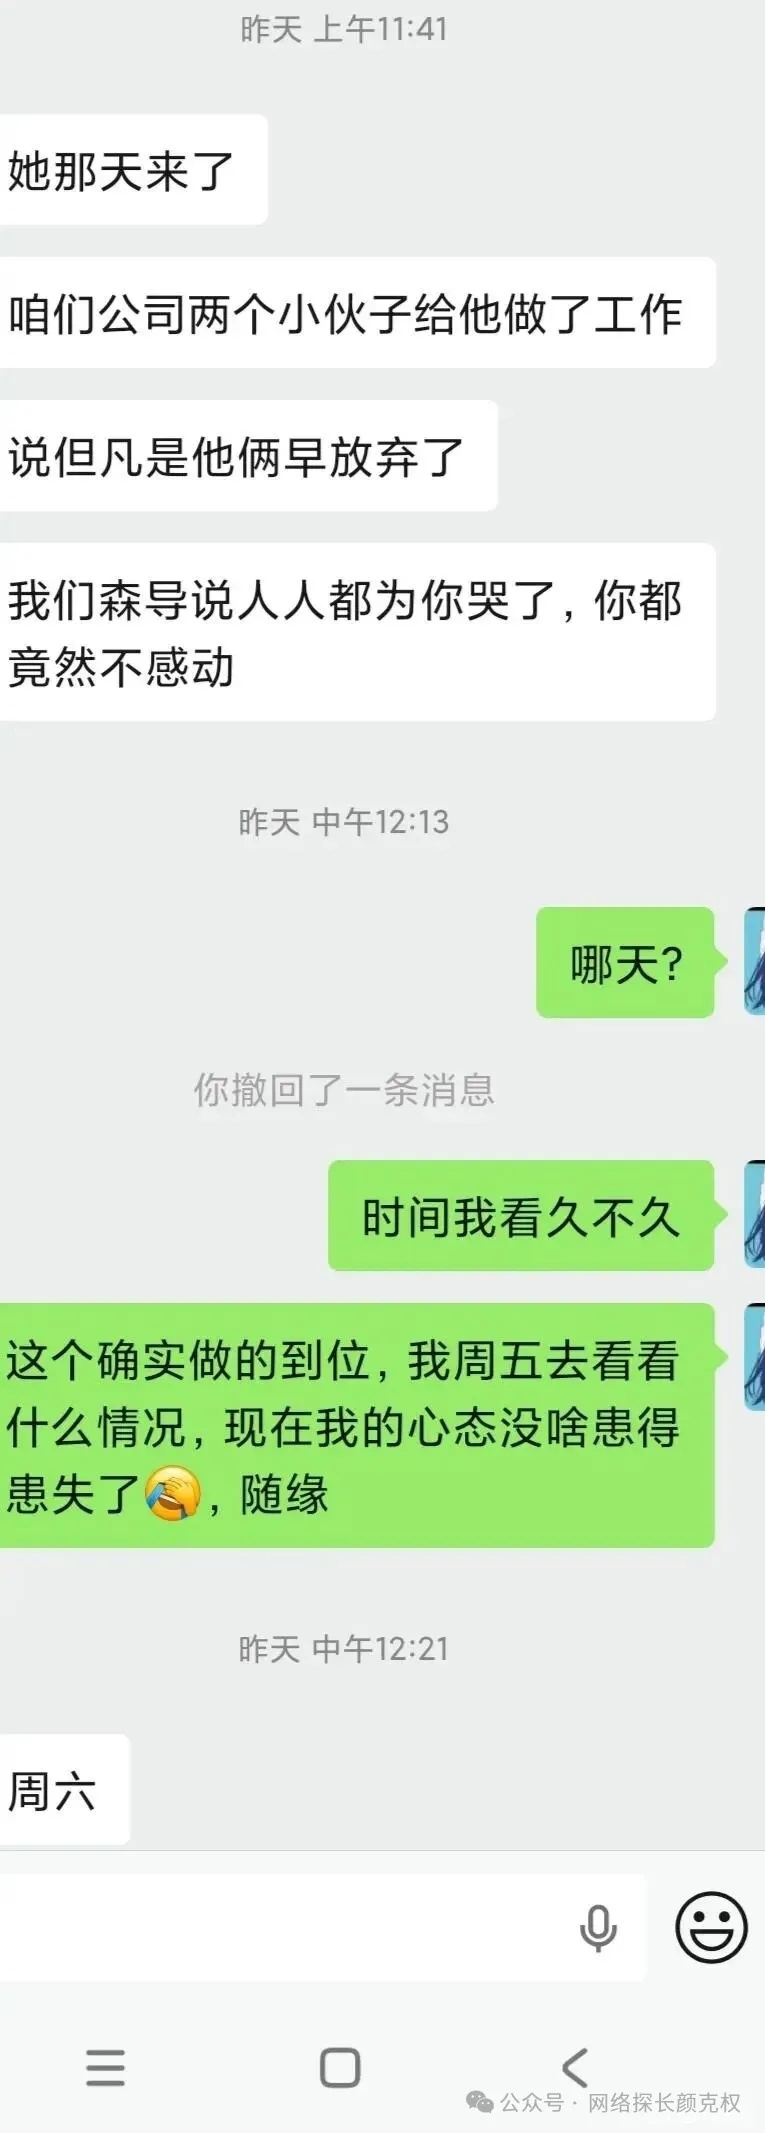 昨天 上午11:41
她那天来了
咱们公司两个小伙子给他做了工作
说但凡是他俩早放弃了
我们森导说人人都为你哭了，你都
竟然不感动
昨天 中午12:13
哪天？
你撤回了一条消息
时间我看久不久
这个确实做的到位，我周五去看看
什么情况，现在我的心态没啥患得
患失了🤦，随缘
昨天 中午12:21
周六
公众号 · 网络探长颜克权